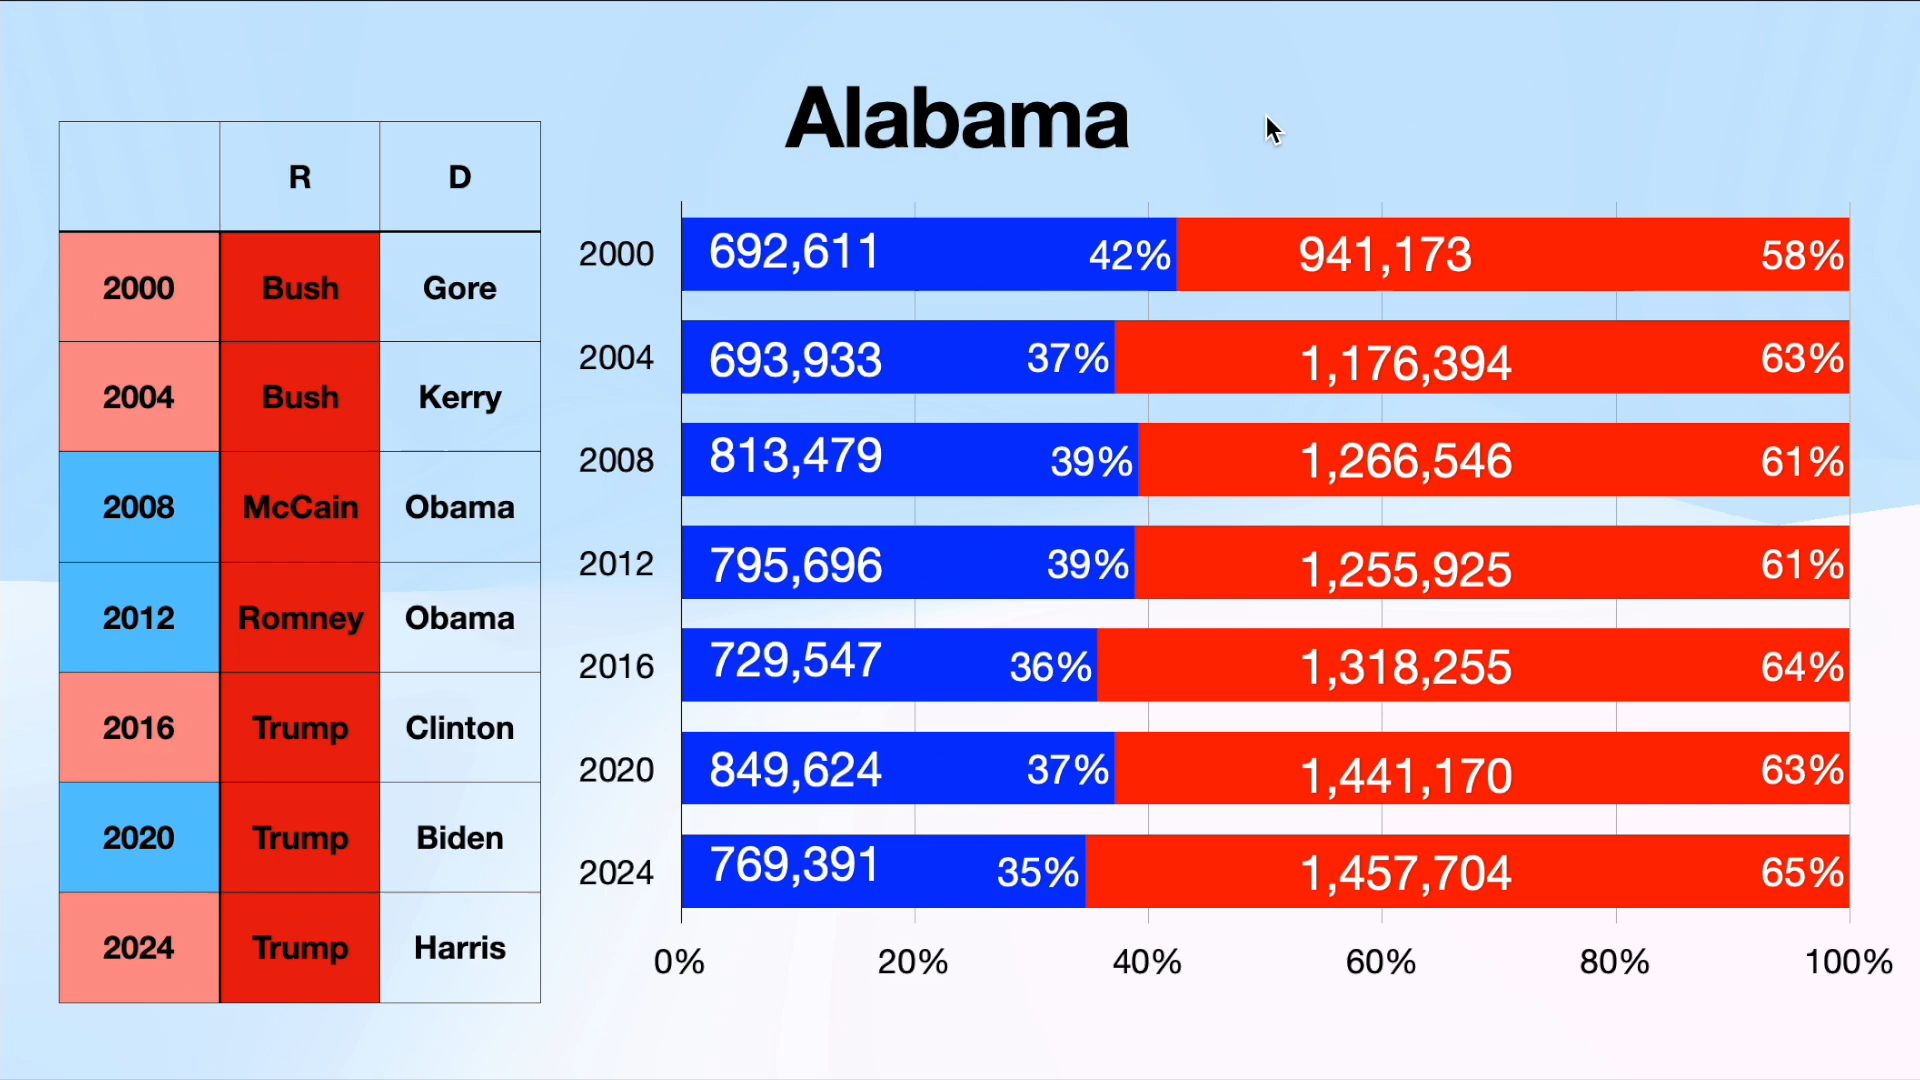 Alabama
R D
2000 Bush Gore
2004 Bush Kerry
2008 McCain Obama
2012 Romney Obama
2016 Trump Clinton
2020 Trump Biden
2024 Trump Harris
2000 692,611 42% 941,173 58%
2004 693,933 37% 1,176,394 63%
2008 813,479 39% 1,266,546 61%
2012 795,696 39% 1,255,925 61%
2016 729,547 36% 1,318,255 64%
2020 849,624 37% 1,441,170 63%
2024 769,391 35% 1,457,704 65%
0% 20% 40% 60% 80% 100%